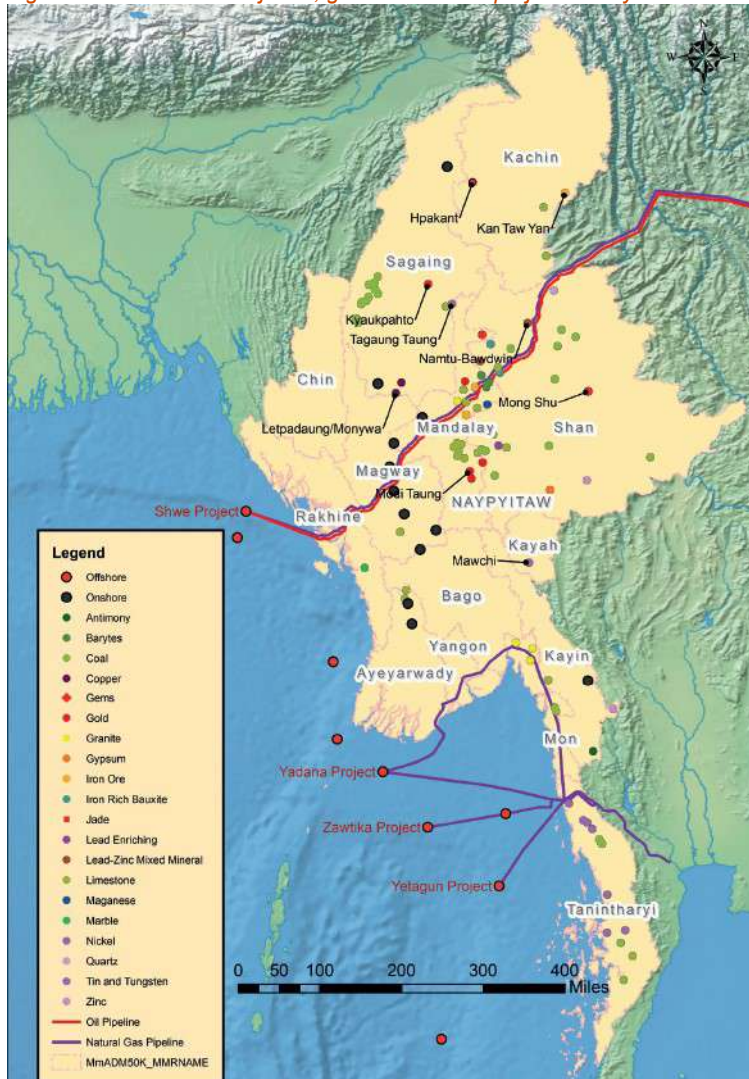 N
W E
S
Kachin
Hpakant
Kan Taw Yan
Sagaing
Kyaukpahto
Tagaung Taung
Namtu-Bawdwin
Chin
Mong Shu
Letpadaung/Monywa
Mandalay
Shan
Magway
Modi Taung
NAYPYITAW
Shwe Project
Rakhine
Kayah
Mawchi
Bago
Yangon
Kayin
Ayeyarwady
Mon
Yadana Project
Zawtika Project
Yetagun Project
Tanintharyi
0 100 200 300 400
Miles
Legend
Offshore
Onshore
Antimony
Barytes
Coal
Copper
Gems
Gold
Granite
Gypsum
Iron Ore
Iron Rich Bauxite
Jade
Lead Enriching
Lead-Zinc Mixed Mineral
Limestone
Maganese
Marble
Nickel
Quartz
Tin and Tungsten
Zinc
Oil Pipeline
Natural Gas Pipeline
MmADM50K_MMRNAME